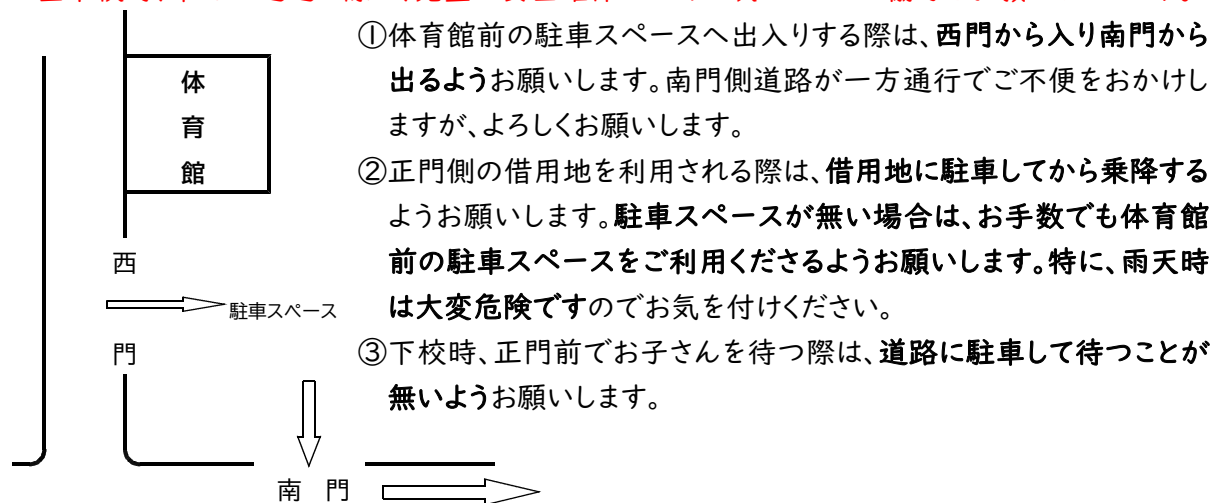 ①体育館前の駐車スペースへ出入りする際は、西門から入り南門から
出るようお願いします。南門側道路が一方通行でご不便をおかけし
ますが、よろしくお願いします。
②正門側の借用地を利用される際は、借用地に駐車してから乗降する
ようお願いします。駐車スペースが無い場合は、お手数でも体育館
前の駐車スペースをご利用くださるようお願いします。特に、雨天時
は大変危険ですのでお気を付けください。
③下校時、正門前でお子さんを待つ際は、道路に駐車して待つことが
無いようお願いします。
体
育
館
西
駐車スペース
門
南 門